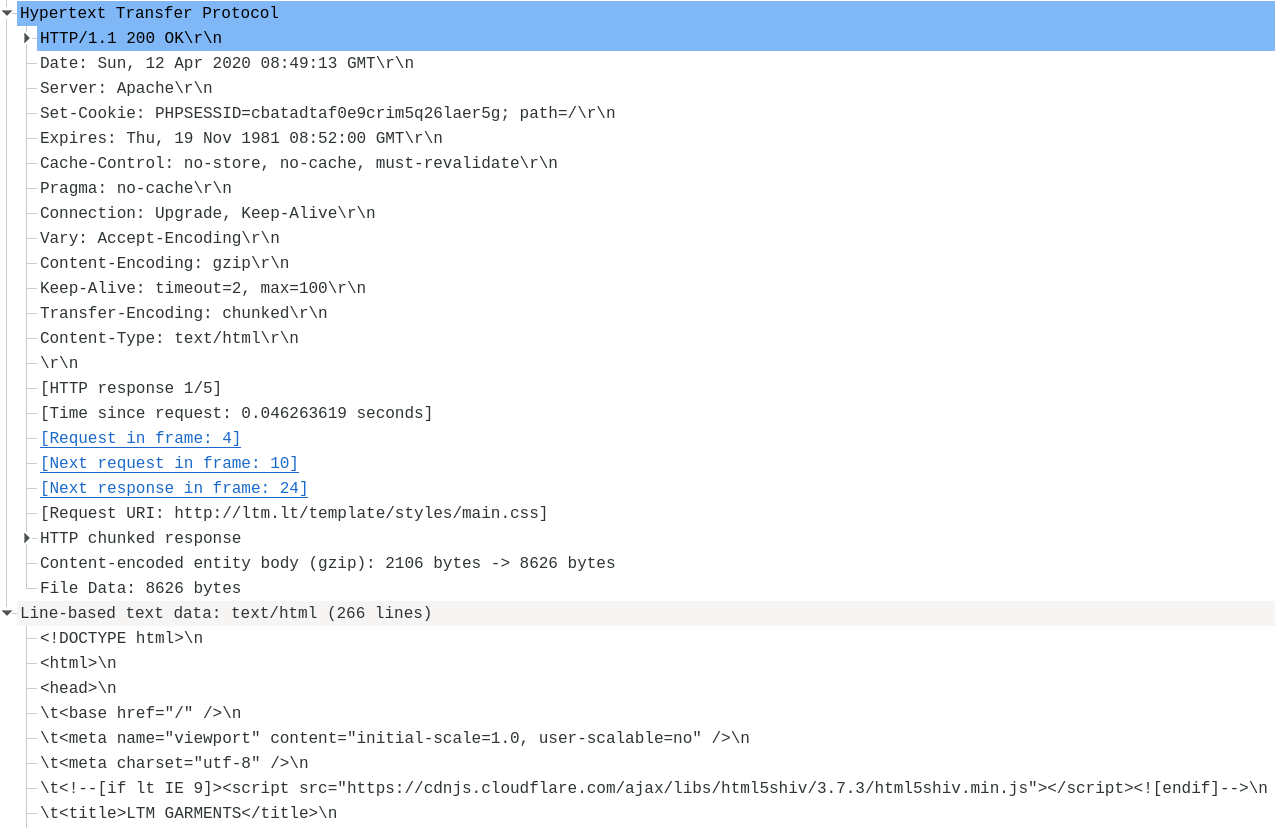 Hypertext Transfer Protocol
HTTP/1.1 200 OK\r\n
Date: Sun, 12 Apr 2020 08:49:13 GMT\r\n
Server: Apache\r\n
Set-Cookie: PHPSESSID=cbatadtaf0e9crim5q26laer5g; path=/\r\n
Expires: Thu, 19 Nov 1981 08:52:00 GMT\r\n
Cache-Control: no-store, no-cache, must-revalidate\r\n
Pragma: no-cache\r\n
Connection: Upgrade, Keep-Alive\r\n
Vary: Accept-Encoding\r\n
Content-Encoding: gzip\r\n
Keep-Alive: timeout=2, max=100\r\n
Transfer-Encoding: chunked\r\n
Content-Type: text/html\r\n
\r\n
[HTTP response 1/5]
[Time since request: 0.046263619 seconds]
[Request in frame: 4]
[Next request in frame: 10]
[Next response in frame: 24]
[Request URI: http://ltm.lt/template/styles/main.css]
HTTP chunked response
Content-encoded entity body (gzip): 2106 bytes -> 8626 bytes
File Data: 8626 bytes
Line-based text data: text/html (266 lines)
<!DOCTYPE html>\n
<html>\n
<head>\n
\t<base href="/" />\n
\t<meta name="viewport" content="initial-scale=1.0, user-scalable=no" />\n
\t<meta charset="utf-8" />\n
\t<!--[if lt IE 9]><script src="https://cdnjs.cloudflare.com/ajax/libs/html5shiv/3.7.3/html5shiv.min.js"></script><![endif]-->\n
\t<title>LTM GARMENTS</title>\n